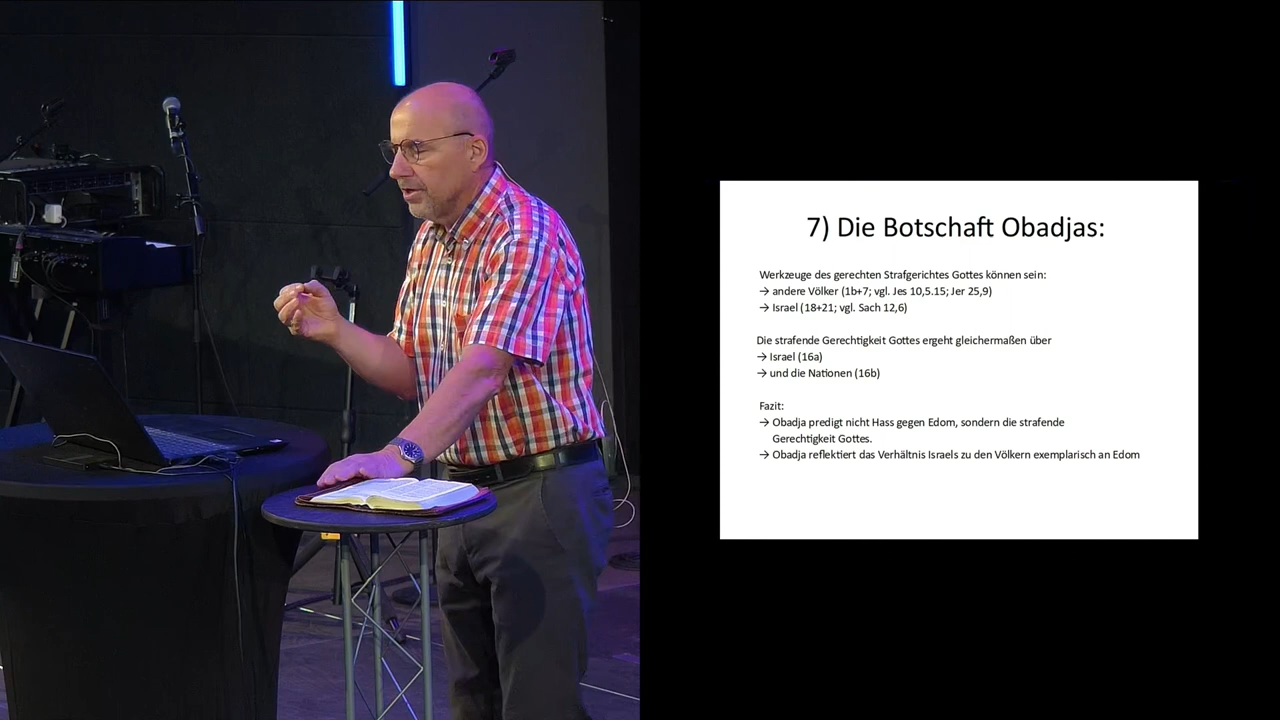 7) Die Botschaft Obadjas:
Werkzeuge des gerechten Strafgerichtes Gottes können sein:
→ andere Völker (1b+7; vgl. Jes 10,5.15; Jer 25,9)
→ Israel (18+21; vgl. Sach 12,6)
Die strafende Gerechtigkeit Gottes ergeht gleichermaßen über
→ Israel (16a)
→ und die Nationen (16b)
Fazit:
→ Obadja predigt nicht Hass gegen Edom, sondern die strafende
Gerechtigkeit Gottes.
→ Obadja reflektiert das Verhältnis Israels zu den Völkern exemplarisch an Edom